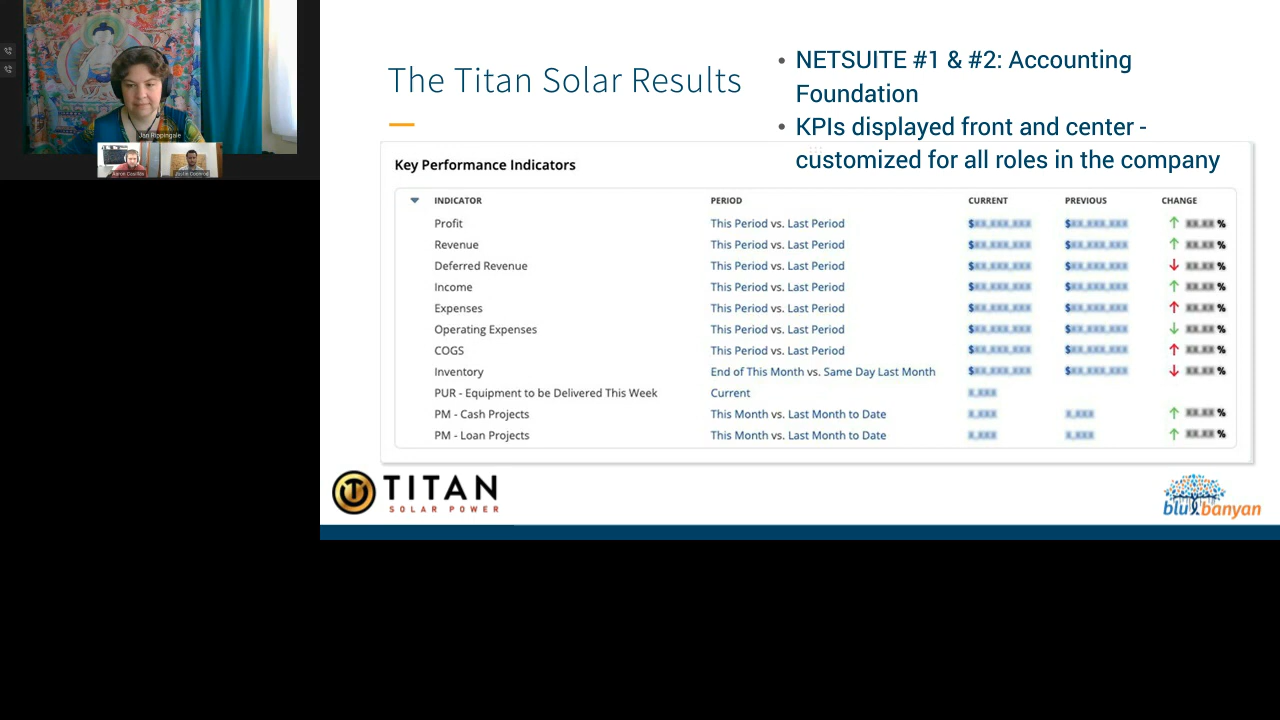 Jan Rippingale
Aaron Casillas
The Titan Solar Results
• NETSUITE #1 & #2: Accounting
Foundation
• KPIs displayed front and center -
customized for all roles in the company
Key Performance Indicators
INDICATOR PERIOD CURRENT PREVIOUS CHANGE
Profit This Period vs. Last Period $ $ %
Revenue This Period vs. Last Period $ $ %
Deferred Revenue This Period vs. Last Period $ $ %
Income This Period vs. Last Period $ $ %
Expenses This Period vs. Last Period $ $ %
Operating Expenses This Period vs. Last Period $ $ %
COGS This Period vs. Last Period $ $ %
Inventory End of This Month vs. Same Day Last Month $ $ %
PUR - Equipment to be Delivered This Week Current
PM - Cash Projects This Month vs. Last Month to Date %
PM - Loan Projects This Month vs. Last Month to Date %
TITAN
SOLAR POWER
blu banyan